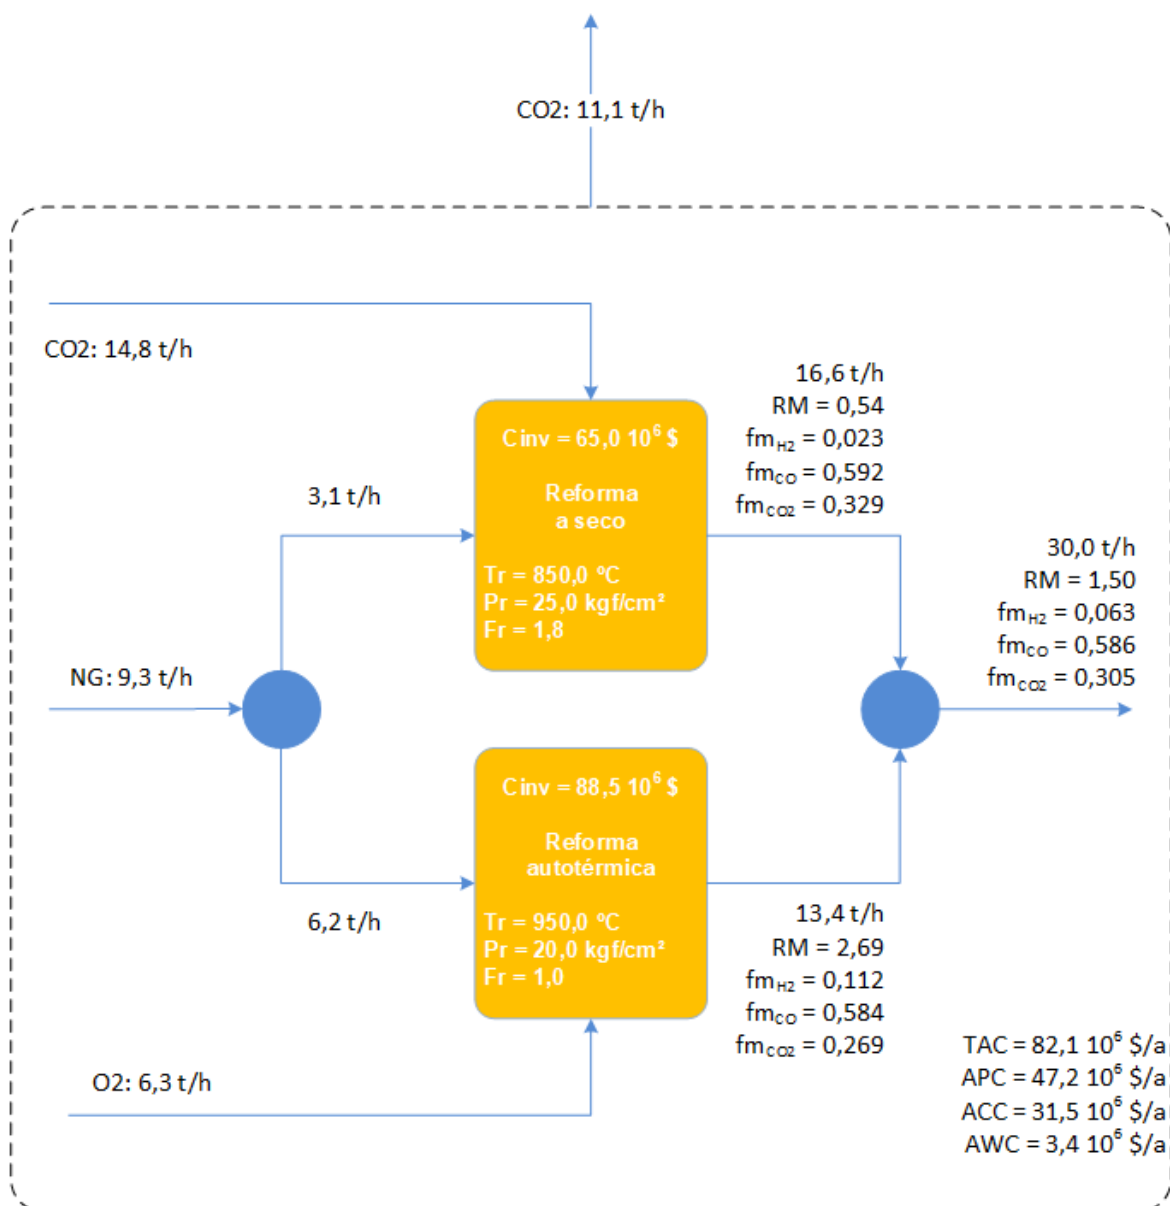 CO2: 11,1 t/h
CO2: 14,8 t/h
16,6 t/h
RM = 0,54
fmH2 = 0,023
fmCO = 0,592
fmCO2 = 0,329
Cinv = 65,0 10⁶ $
Reforma
a seco
Tr = 850,0 ºC
Pr = 25,0 kgf/cm²
Fr = 1,8
3,1 t/h
30,0 t/h
RM = 1,50
fmH2 = 0,063
fmCO = 0,586
fmCO2 = 0,305
NG: 9,3 t/h
Cinv = 88,5 10⁶ $
Reforma
autotérmica
Tr = 950,0 ºC
Pr = 20,0 kgf/cm²
Fr = 1,0
6,2 t/h
13,4 t/h
RM = 2,69
fmH2 = 0,112
fmCO = 0,584
fmCO2 = 0,269
O2: 6,3 t/h
TAC = 82,1 10⁶ $/a
APC = 47,2 10⁶ $/a
ACC = 31,5 10⁶ $/a
AWC = 3,4 10⁶ $/a